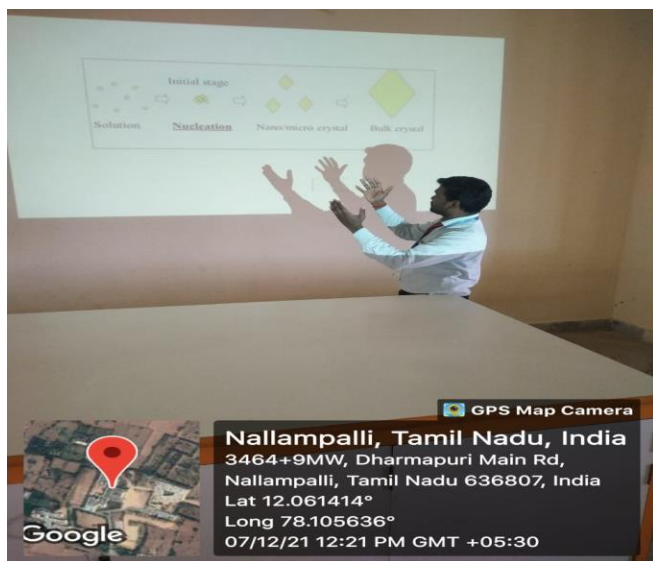 Initial stage
Solution
Nucleation
Nano/micro crystal
Bulk crystal
GPS Map Camera
Nallampalli, Tamil Nadu, India
3464+9MW, Dharmapuri Main Rd,
Nallampalli, Tamil Nadu 636807, India
Lat 12.061414°
Long 78.105636°
07/12/21 12:21 PM GMT +05:30
Google